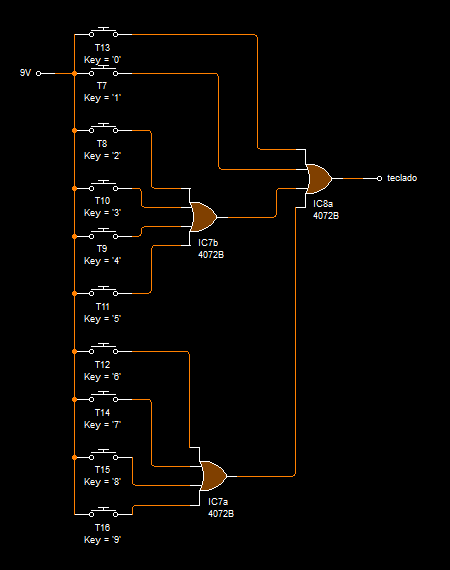 T13
Key = '0'
9V
T7
Key = '1'
T8
Key = '2'
teclado
T10
Key = '3'
IC8a
4072B
T9
Key = '4'
IC7b
4072B
T11
Key = '5'
T12
Key = '6'
T14
Key = '7'
T15
Key = '8'
IC7a
4072B
T16
Key = '9'